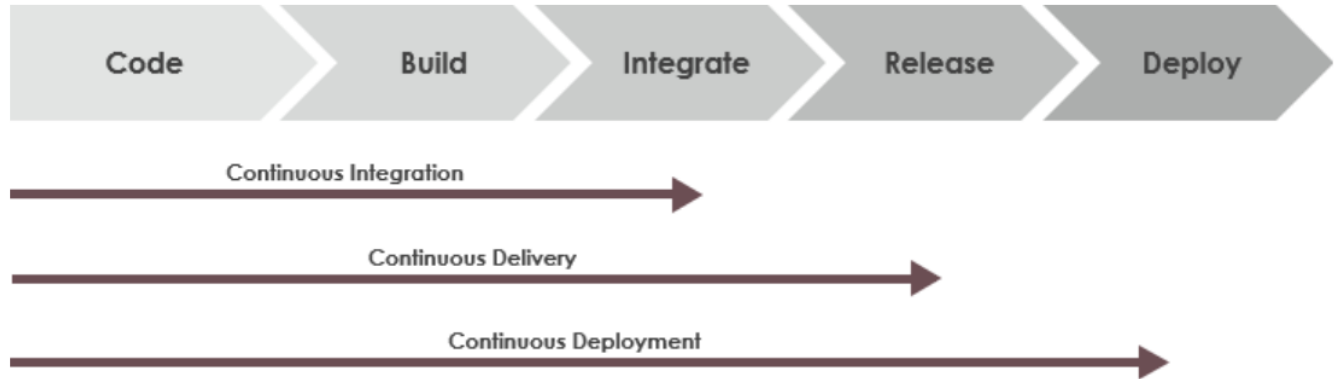 Code Build Integrate Release Deploy
Continuous Integration
Continuous Delivery
Continuous Deployment